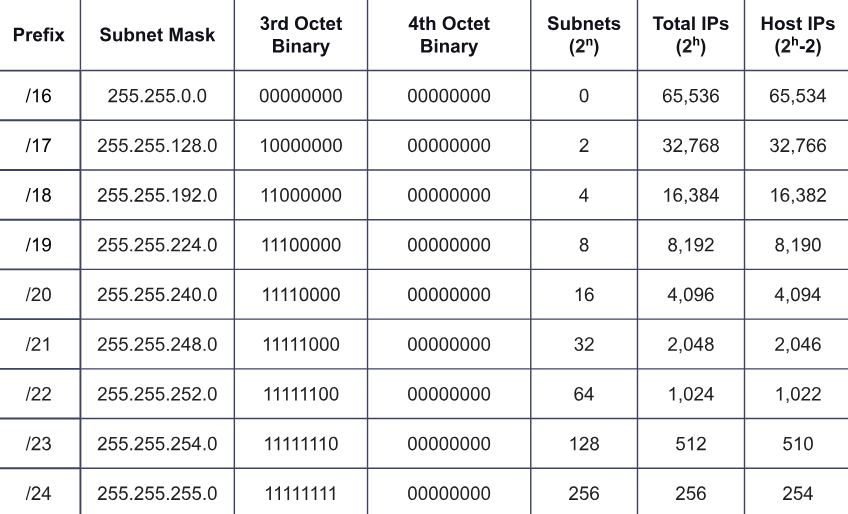 Prefix Subnet Mask 3rd Octet Binary 4th Octet Binary Subnets (2ⁿ) Total IPs (2ʰ) Host IPs (2ʰ-2)
/16 255.255.0.0 00000000 00000000 0 65,536 65,534
/17 255.255.128.0 10000000 00000000 2 32,768 32,766
/18 255.255.192.0 11000000 00000000 4 16,384 16,382
/19 255.255.224.0 11100000 00000000 8 8,192 8,190
/20 255.255.240.0 11110000 00000000 16 4,096 4,094
/21 255.255.248.0 11111000 00000000 32 2,048 2,046
/22 255.255.252.0 11111100 00000000 64 1,024 1,022
/23 255.255.254.0 11111110 00000000 128 512 510
/24 255.255.255.0 11111111 00000000 256 256 254